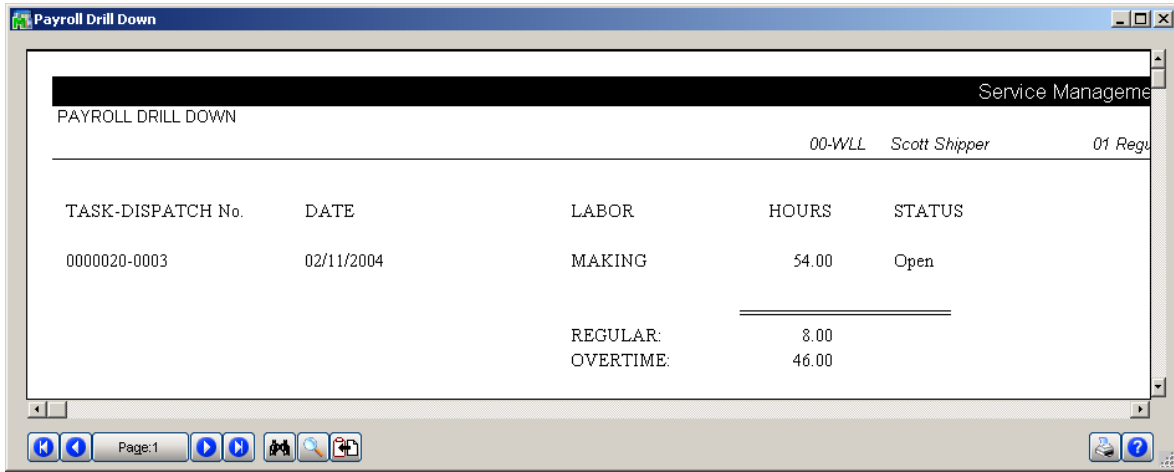 Payroll Drill Down
Service Manageme
PAYROLL DRILL DOWN
00-WLL Scott Shipper 01 Regu
TASK-DISPATCH No. DATE LABOR HOURS STATUS
0000020-0003 02/11/2004 MAKING 54.00 Open
REGULAR: 8.00
OVERTIME: 46.00
Page:1